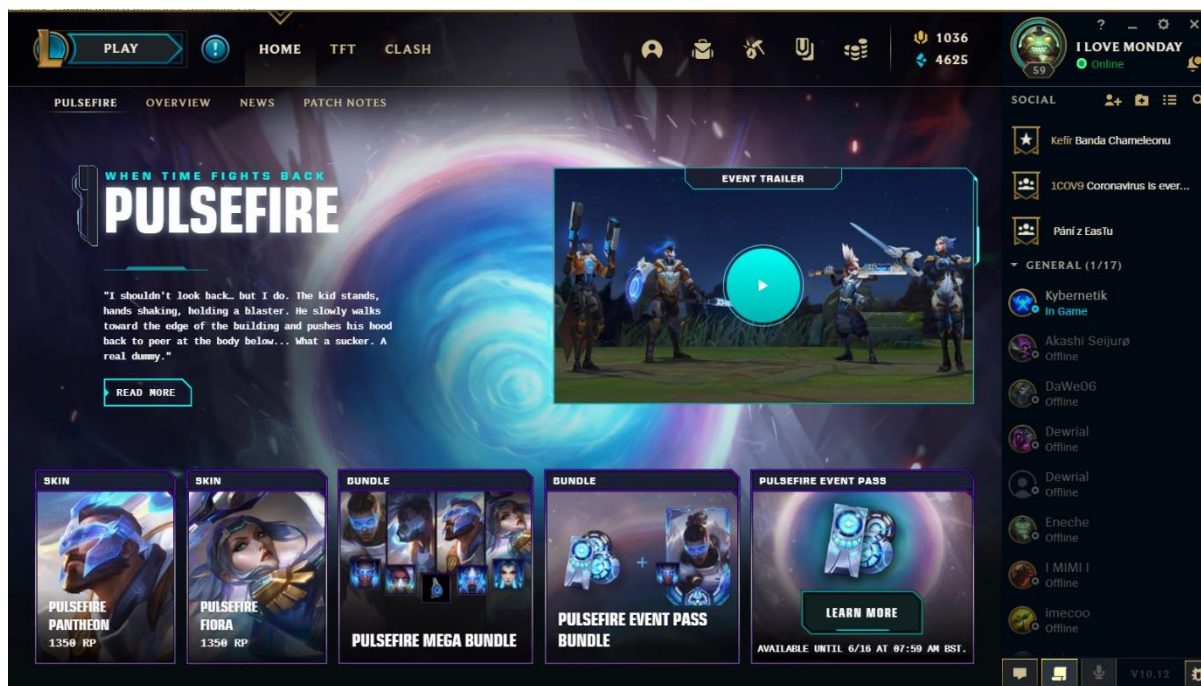 PLAY
HOME
TFT
CLASH
1036
4625
?
I LOVE MONDAY
Online
59
PULSEFIRE
OVERVIEW
NEWS
PATCH NOTES
SOCIAL
WHEN TIME FIGHTS BACK
PULSEFIRE
"I shouldn't look back… but I do. The kid stands,
hands shaking, holding a blaster. He slowly walks
toward the edge of the building and pushes his hood
back to peer at the body below... What a sucker. A
real dummy."
READ MORE
EVENT TRAILER
SKIN
PULSEFIRE
PANTHEON
1350 RP
SKIN
PULSEFIRE
FIORA
1350 RP
BUNDLE
PULSEFIRE MEGA BUNDLE
BUNDLE
PULSEFIRE EVENT PASS
BUNDLE
PULSEFIRE EVENT PASS
LEARN MORE
AVAILABLE UNTIL 6/16 AT 07:59 AM BST.
Kefír Banda Chameleonu
1COV9 Coronavirus is ever...
Páni z EasTu
GENERAL (1/17)
Kybernetik
In Game
Akashi Seijurø
Offline
DaWe06
Offline
Dewrial
Offline
Dewrial
Offline
Eneche
Offline
I MIMI I
Offline
imecoo
Offline
V10.12